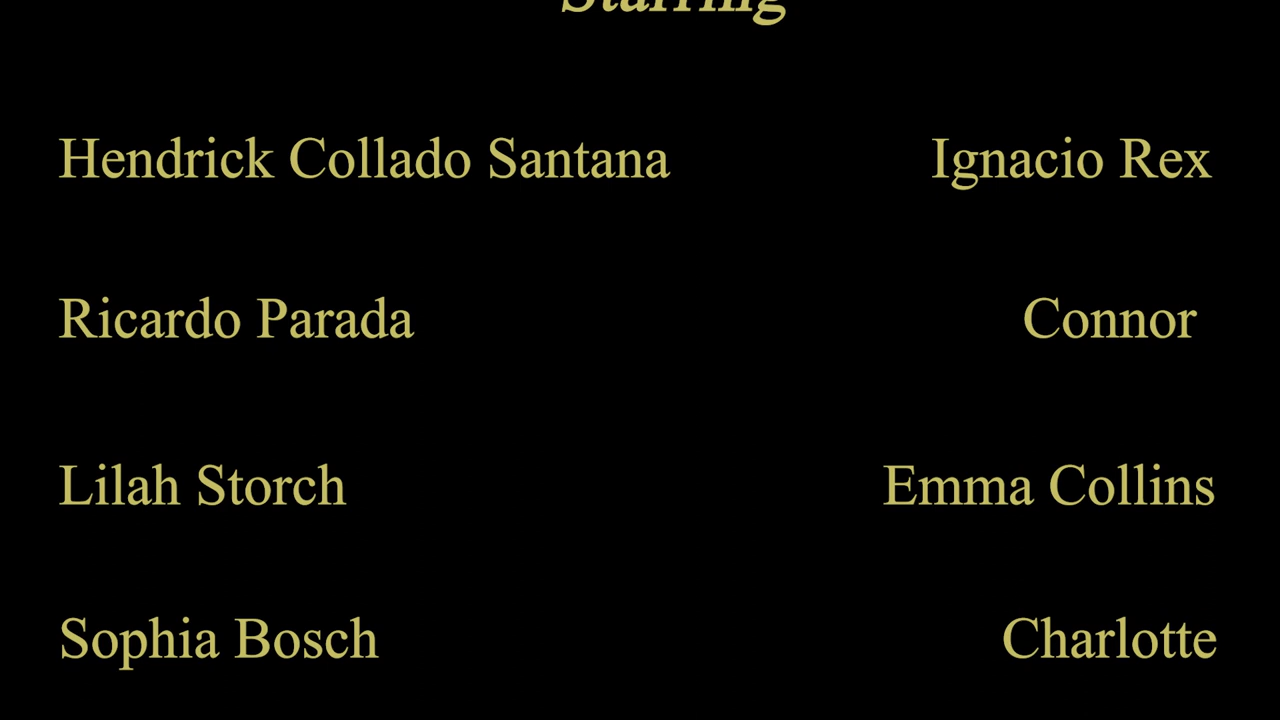 Starring
Hendrick Collado Santana Ignacio Rex
Ricardo Parada Connor
Lilah Storch Emma Collins
Sophia Bosch Charlotte